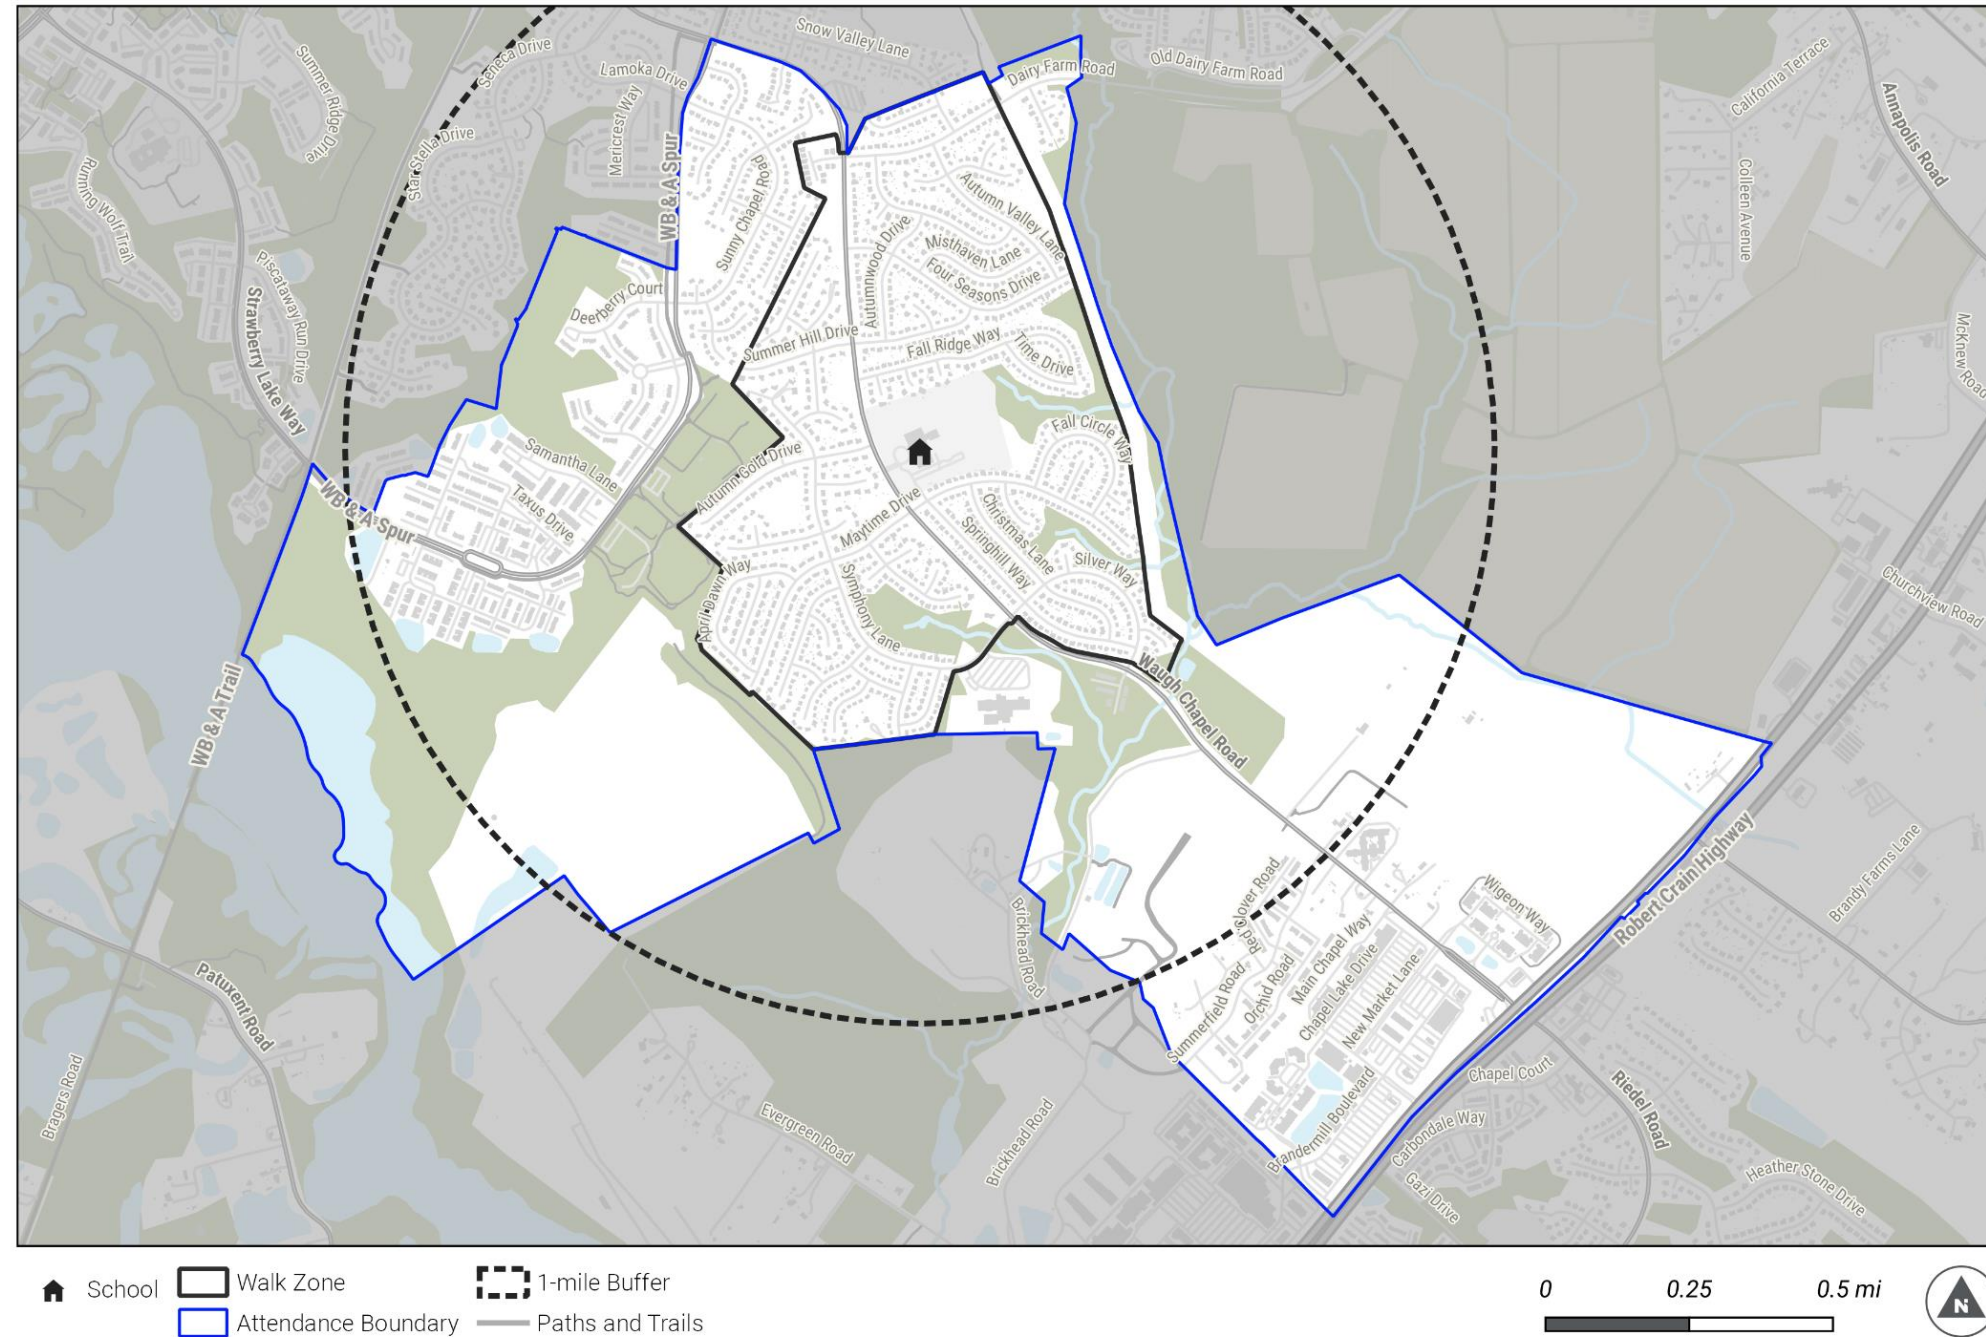 Snow Valley Lane
Seneca Drive
Lamoka Drive
Summer Ridge Drive
Mericrest Way
Dairy Farm Road
Old Dairy Farm Road
California Terrace
Annapolis Road
Star Stella Drive
WB & A Spur
Running Wolf Trail
Sunny Chapel Road
Autumn Valley Lane
Colleen Avenue
Piscataway Run Drive
Strawberry Lake Way
Autumnwood Drive
Misthaven Lane
Four Seasons Drive
Deerberry Court
Summer Hill Drive
Fall Ridge Way
Time Drive
McKnew Road
Samantha Lane
Taxus Drive
WB & A Spur
Autumn Gold Drive
Fall Circle Way
Maytime Drive
Christmas Lane
Springhill Way
Silver Way
April Dawn Way
Symphony Lane
Churchview Road
WB & A Trail
Waugh Chapel Road
Robert Crain Highway
Brandy Farms Lane
Red Clover Road
Wigeon Way
Brickhead Road
Summerfield Road
Orchid Road
Main Chapel Way
Chapel Lake Drive
New Market Lane
Patuxent Road
Bragers Road
Evergreen Road
Brickhead Road
Brandermill Boulevard
Chapel Court
Carbondale Way
Gazi Drive
Riedel Road
Heather Stone Drive
School
Walk Zone
1-mile Buffer
Attendance Boundary
Paths and Trails
0 0.25 0.5 mi
N